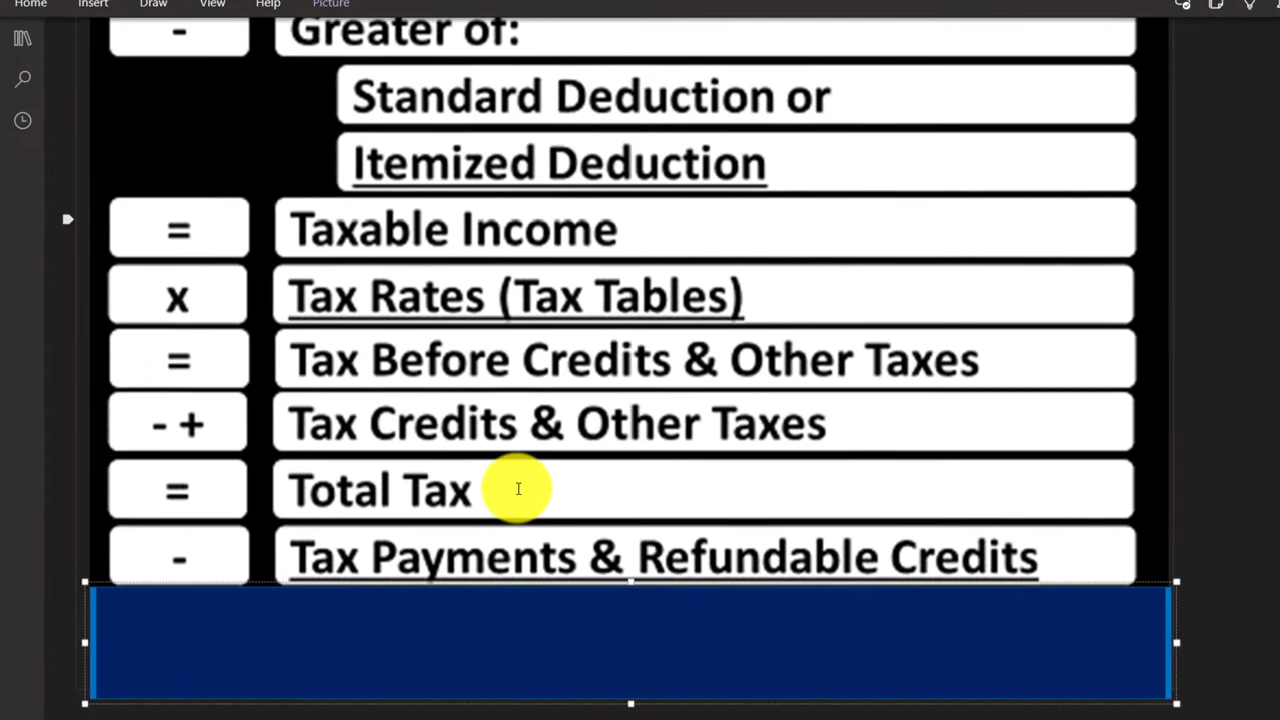 Home Insert Draw View Help Picture
- Greater of:
Standard Deduction or
Itemized Deduction
= Taxable Income
x Tax Rates (Tax Tables)
= Tax Before Credits & Other Taxes
- + Tax Credits & Other Taxes
= Total Tax
- Tax Payments & Refundable Credits